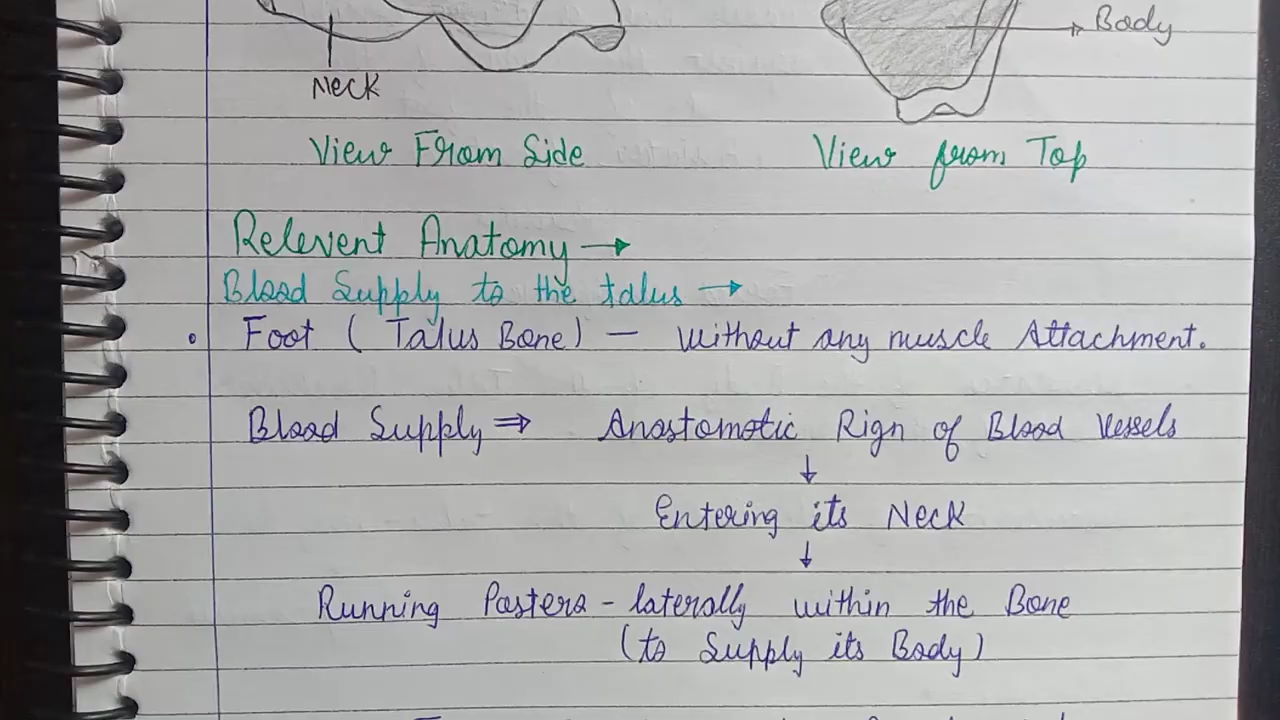 Body
Neck
View From Side
View from Top
Relevent Anatomy →
Blood Supply to the talus →
• Foot ( Talus Bone) — Without any muscle Attachment.
Blood Supply ⇒ Anastomotic Rign of Blood Vessels
↓
Entering its Neck
↓
Running Postero - laterally within the Bone
(to Supply its Body)